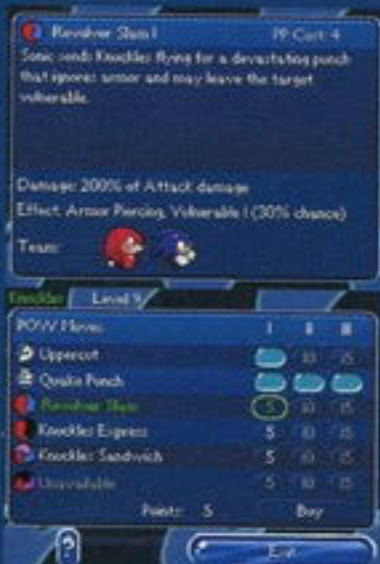 Revolver Slam I PP Cost: 4
Sonic sends Knuckles flying for a devastating punch
that ignores armor and may leave the target
vulnerable.
Damage: 200% of Attack damage
Effect: Armor Piercing, Vulnerable I (30% chance)
Team:
Knuckles Level 9
POW Moves I II III
Uppercut 10 15
Quake Punch
Revolver Slam 5 10 15
Knuckles Express 5 10 15
Knuckles Sandwich 5 10 15
Unavailable 5 10 15
Points: 5 Buy
? Exit